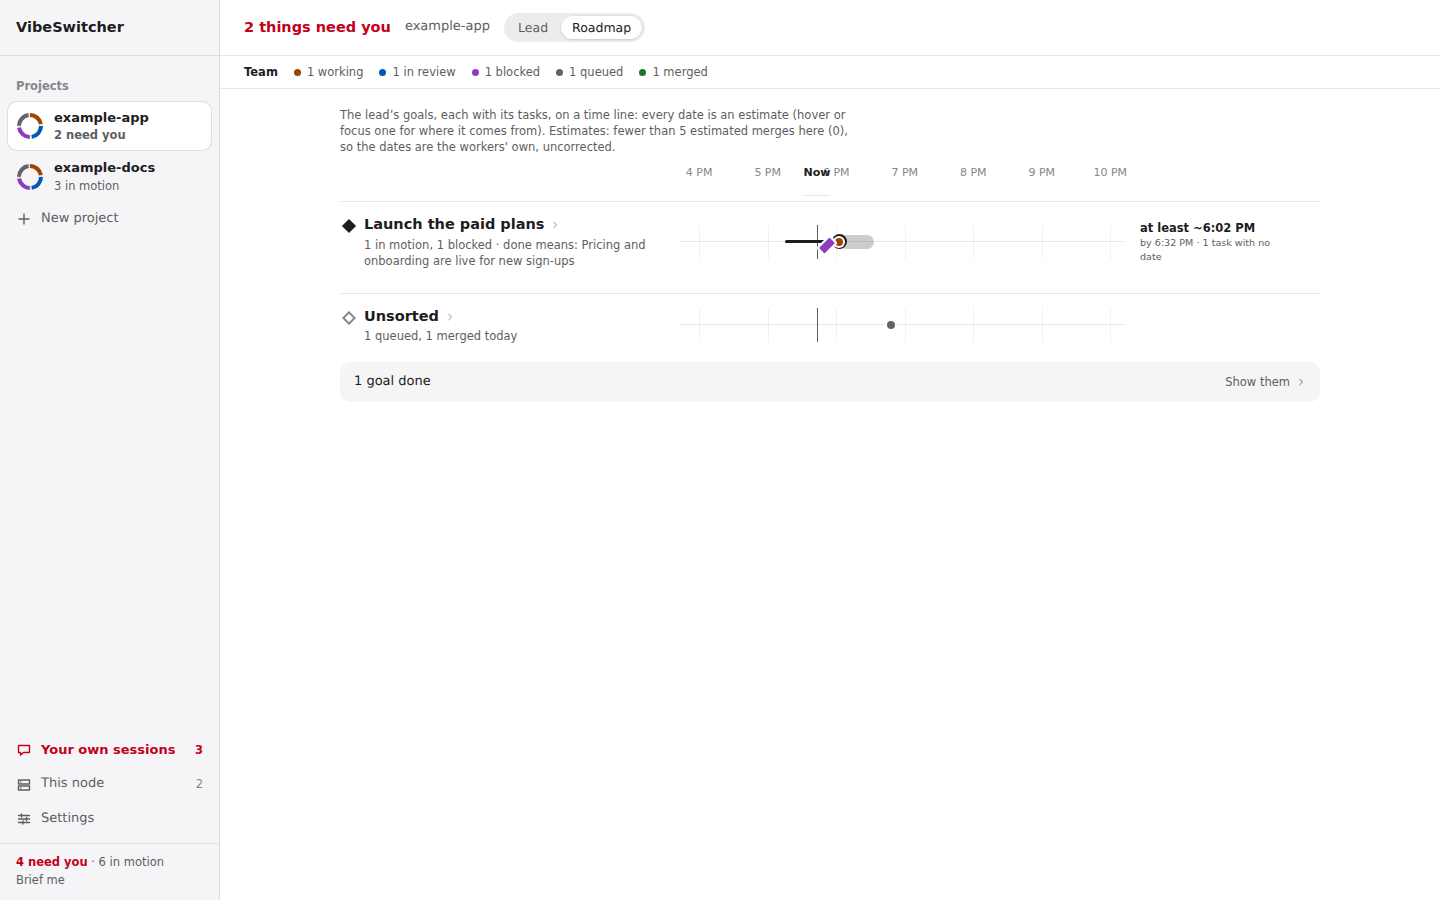 VibeSwitcher
Projects
example-app
2 need you
example-docs
3 in motion
New project
Your own sessions 3
This node 2
Settings
4 need you · 6 in motion
Brief me
2 things need you example-app Lead Roadmap
Team 1 working 1 in review 1 blocked 1 queued 1 merged
The lead’s goals, each with its tasks, on a time line: every date is an estimate (hover or
focus one for where it comes from). Estimates: fewer than 5 estimated merges here (0),
so the dates are the workers' own, uncorrected.
4 PM 5 PM Now PM 7 PM 8 PM 9 PM 10 PM
Launch the paid plans
1 in motion, 1 blocked · done means: Pricing and
onboarding are live for new sign-ups
at least ~6:02 PM
by 6:32 PM · 1 task with no
date
Unsorted
1 queued, 1 merged today
1 goal done Show them